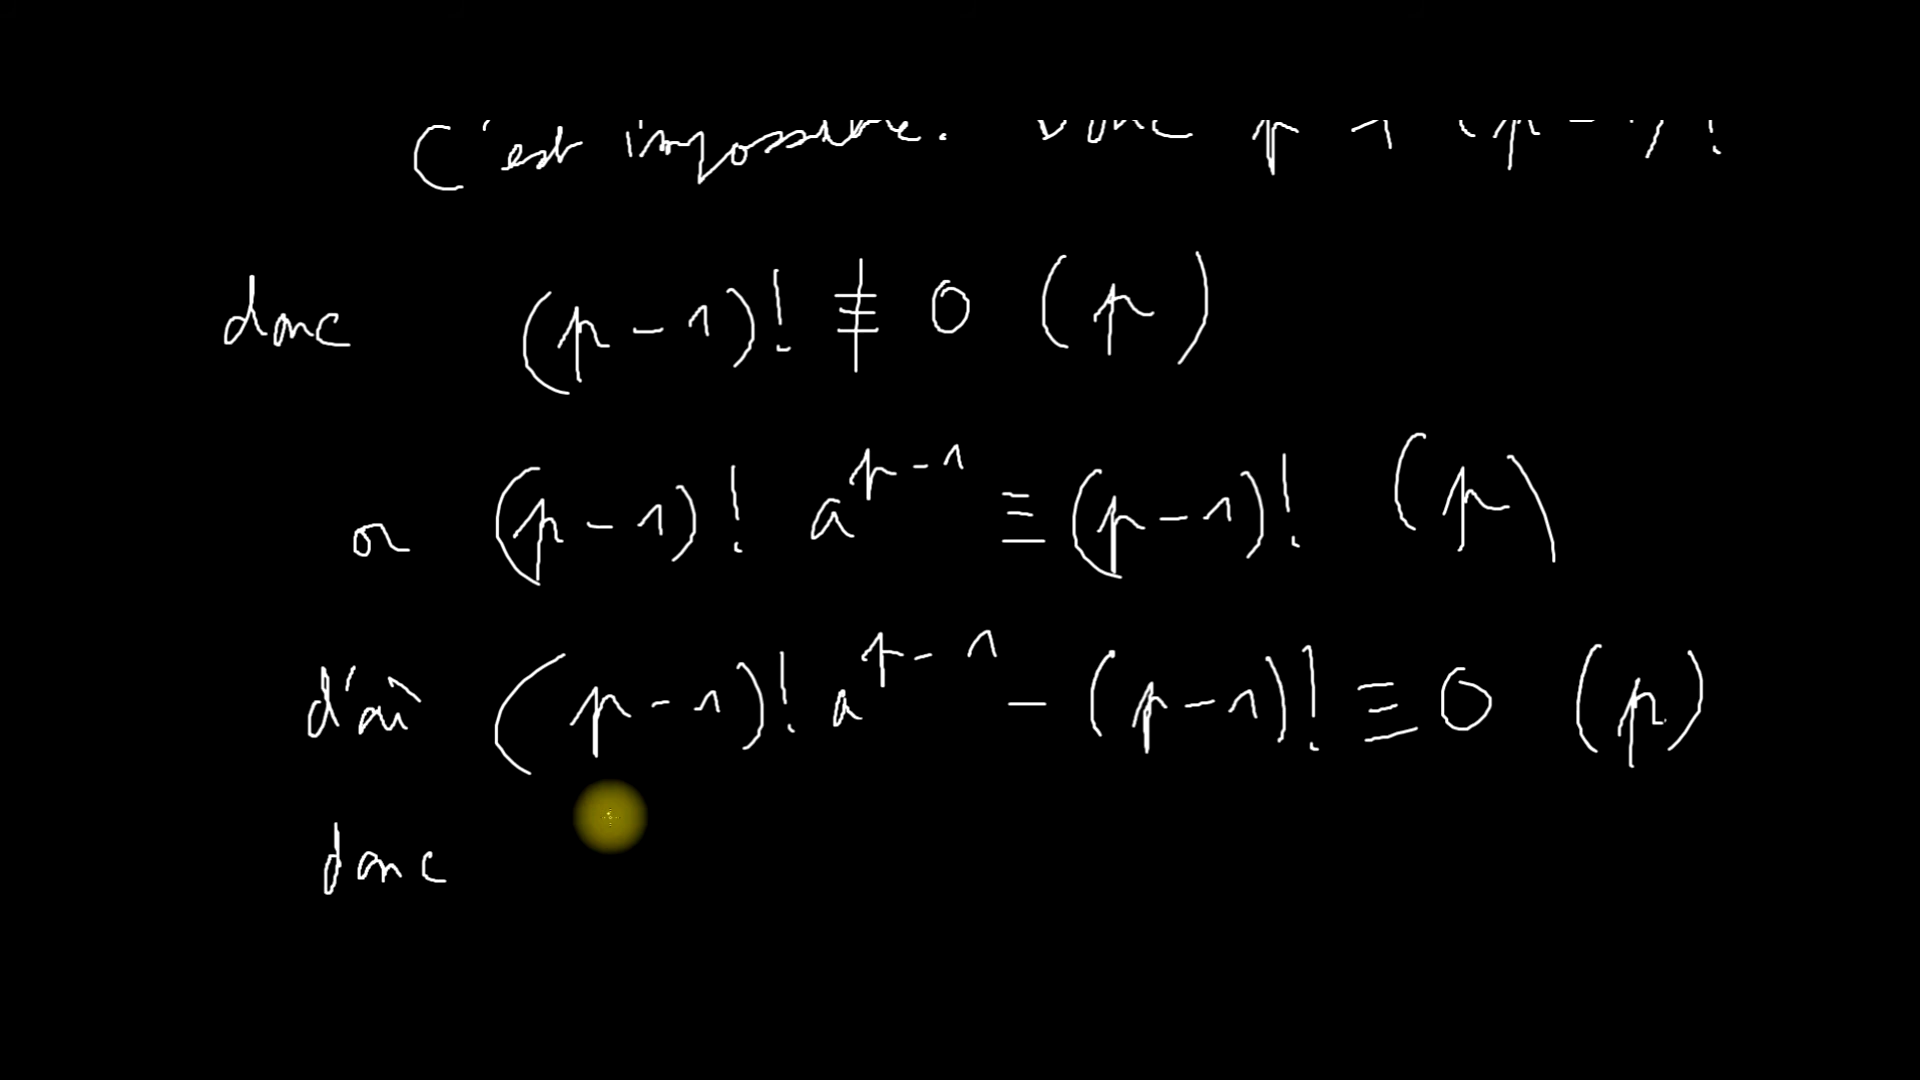 C'est impossible. Donc p ∤ (p-1)!
donc (p-1)! ≢ 0 (p)
or (p-1)! a^{p-1} ≡ (p-1)! (p)
d'où (p-1)! a^{p-1} - (p-1)! ≡ 0 (p)
donc